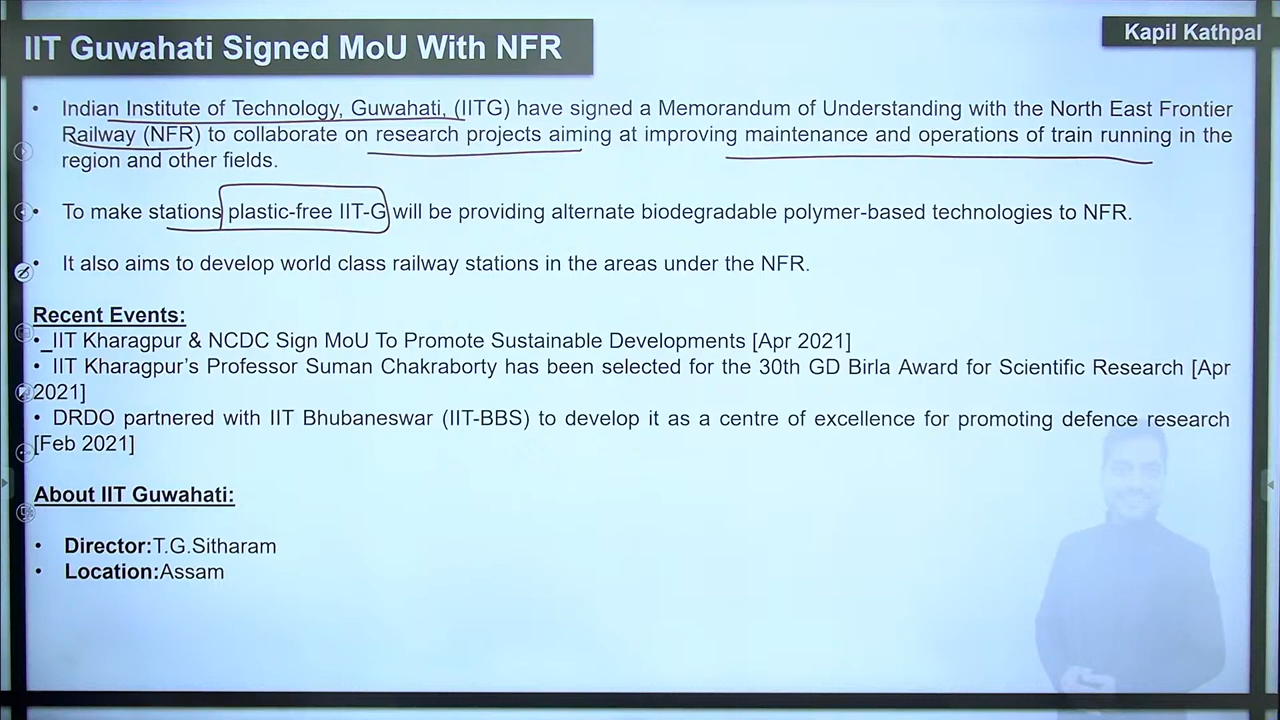 IIT Guwahati Signed MoU With NFR
Kapil Kathpal
• Indian Institute of Technology, Guwahati, (IITG) have signed a Memorandum of Understanding with the North East Frontier
Railway (NFR) to collaborate on research projects aiming at improving maintenance and operations of train running in the
region and other fields.
• To make stations plastic-free IIT-G will be providing alternate biodegradable polymer-based technologies to NFR.
• It also aims to develop world class railway stations in the areas under the NFR.
Recent Events:
•_IIT Kharagpur & NCDC Sign MoU To Promote Sustainable Developments [Apr 2021]
• IIT Kharagpur’s Professor Suman Chakraborty has been selected for the 30th GD Birla Award for Scientific Research [Apr
2021]
• DRDO partnered with IIT Bhubaneswar (IIT-BBS) to develop it as a centre of excellence for promoting defence research
[Feb 2021]
About IIT Guwahati:
• Director:T.G.Sitharam
• Location:Assam